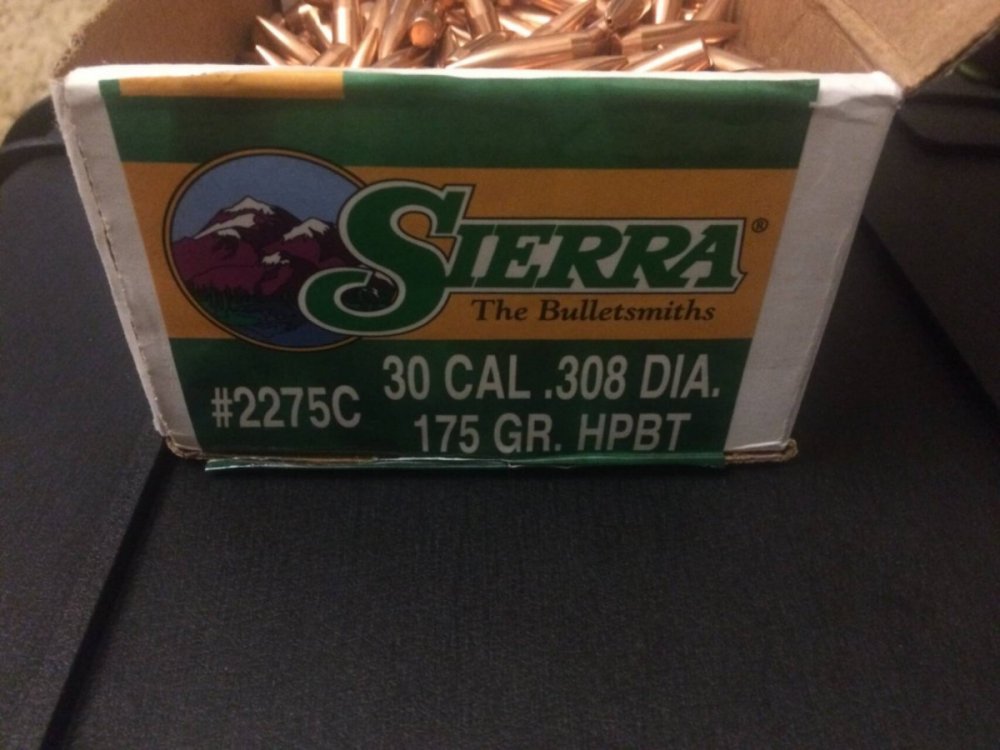 SIERRA®
The Bulletsmiths
#2275C
30 CAL .308 DIA.
175 GR. HPBT